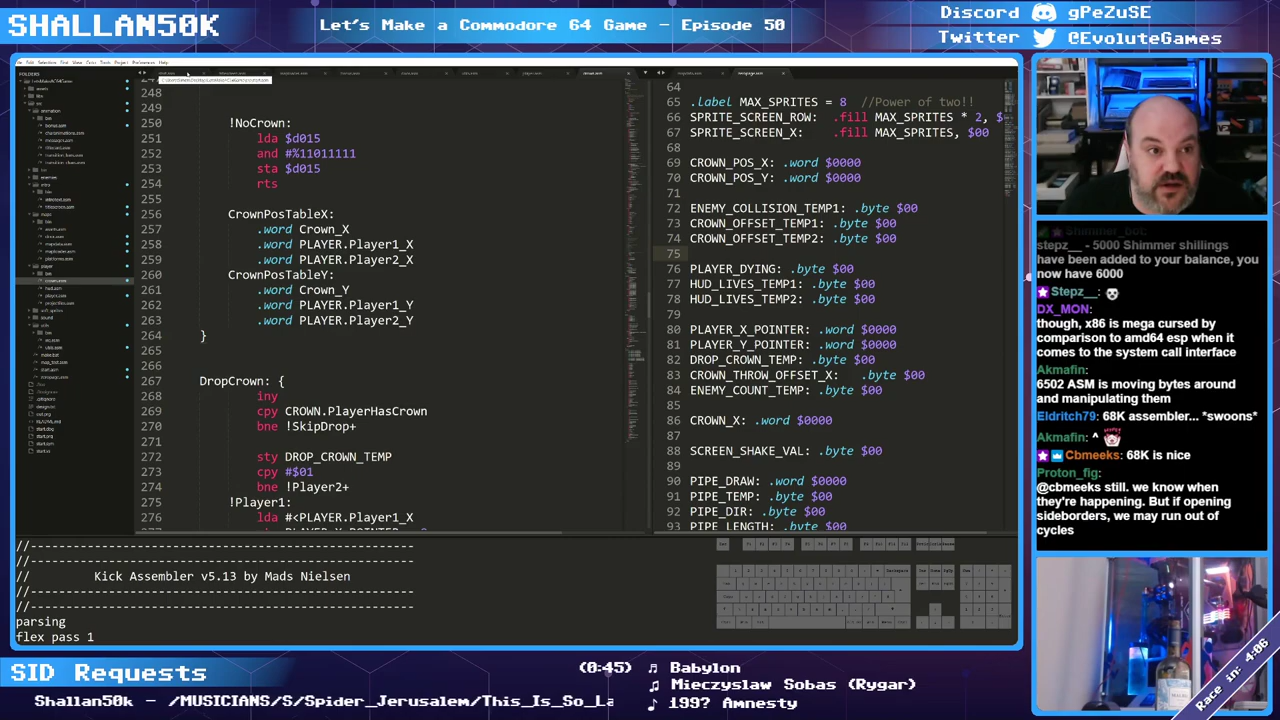 SHALLAN50K
Let's Make a Commodore 64 Game - Episode 50
Discord gPeZuSE
Twitter @EvoluteGames
FOLDERS
248
249
250 !NoCrown:
251 lda $d015
252 and #%11011111
253 sta $d015
254 rts
255
256 CrownPosTableX:
257 .word Crown_X
258 .word PLAYER.Player1_X
259 .word PLAYER.Player2_X
260 CrownPosTableY:
261 .word Crown_Y
262 .word PLAYER.Player1_Y
263 .word PLAYER.Player2_Y
264 }
265
266
267 DropCrown: {
268 iny
269 cpy CROWN.PlayerHasCrown
270 bne !SkipDrop+
271
272 sty DROP_CROWN_TEMP
273 cpy #$01
274 bne !Player2+
275 !Player1:
276 lda #<PLAYER.Player1_X
64
65 .label MAX_SPRITES = 8 //Power of two!!
66 SPRITE_SCREEN_ROW: .fill MAX_SPRITES * 2, $
67 SPRITE_SCREEN_X: .fill MAX_SPRITES, $00
68
69 CROWN_POS_X: .word $0000
70 CROWN_POS_Y: .word $0000
71
72 ENEMY_COLLISION_TEMP1: .byte $00
73 CROWN_OFFSET_TEMP1: .byte $00
74 CROWN_OFFSET_TEMP2: .byte $00
75
76 PLAYER_DYING: .byte $00
77 HUD_LIVES_TEMP1: .byte $00
78 HUD_LIVES_TEMP2: .byte $00
79
80 PLAYER_X_POINTER: .word $0000
81 PLAYER_Y_POINTER: .word $0000
82 DROP_CROWN_TEMP: .byte $00
83 CROWN_THROW_OFFSET_X: .byte $00
84 ENEMY_COUNT_TEMP: .byte $00
85
86 CROWN_X: .word $0000
87
88 SCREEN_SHAKE_VAL: .byte $00
89
90 PIPE_DRAW: .word $0000
91 PIPE_TEMP: .byte $00
92 PIPE_DIR: .byte $00
93 PIPE_LENGTH: .byte $00
//------------------------------------------------------
//------------------------------------------------------
// Kick Assembler v5.13 by Mads Nielsen
//------------------------------------------------------
//------------------------------------------------------
parsing
flex pass 1
Shimmer_bot:
stepz__ - 5000 Shimmer shillings
have been added to your balance, you
now have 6000
Stepz__:
DX_MON:
though, x86 is mega cursed by
comparison to amd64 esp when it
comes to the system call interface
Akmafin:
6502 ASM is moving bytes around
and manipulating them
Eldritch79: 68K assembler... *swoons*
Akmafin: ^
Cbmeeks: 68K is nice
Proton_fig:
@cbmeeks still. we know when
they're happening. But if opening
sideborders, we may run out of
cycles
SID Requests
(0:45) ♫ Babylon
♫ Mieczyslaw Sobas (Rygar)
♪ 199? Amnesty
Shallan50k - /MUSICIANS/S/Spider_Jerusalem/This_Is_So_La
Race in: 4:06